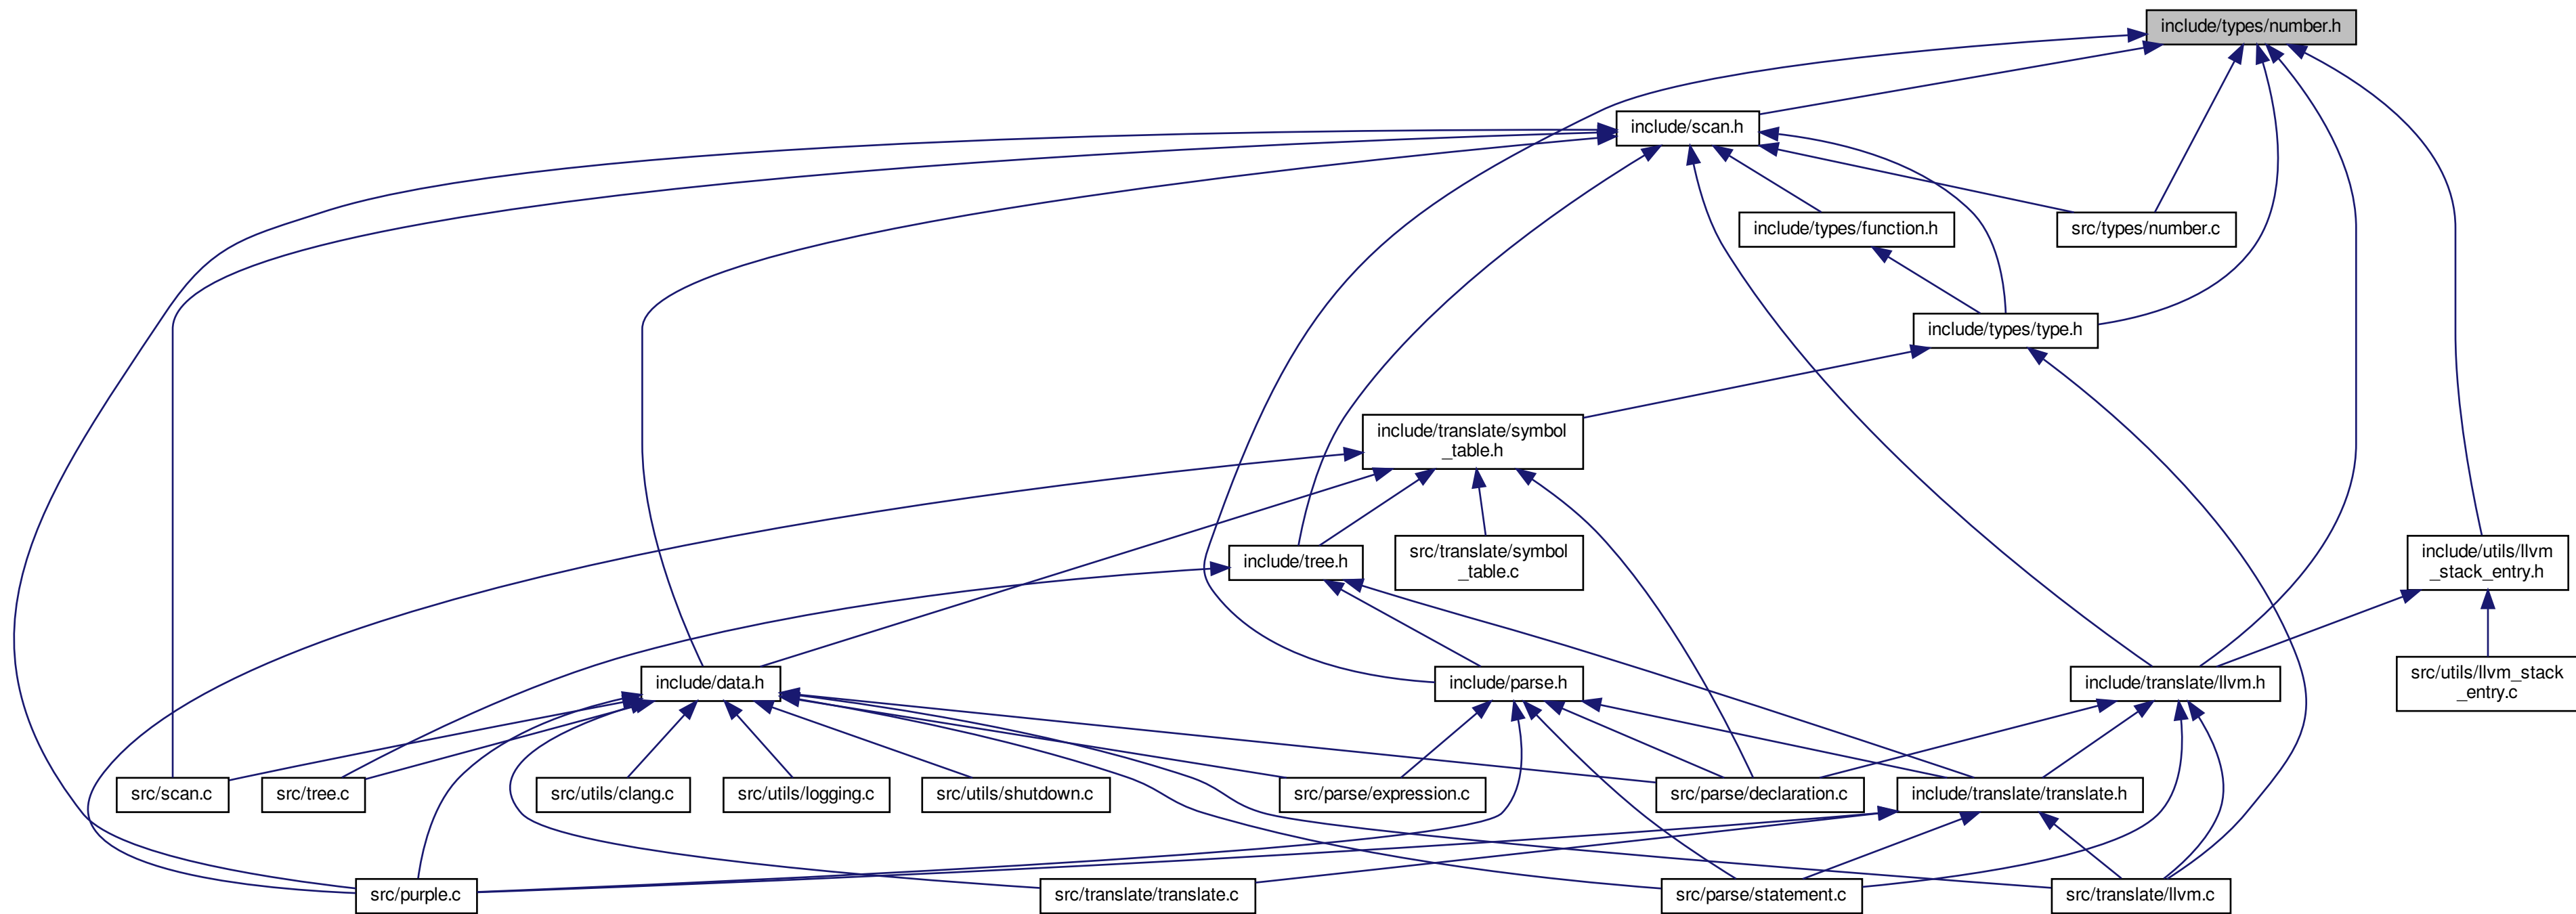 include/types/number.h
include/scan.h
include/types/function.h
src/types/number.c
include/types/type.h
include/translate/symbol
_table.h
include/tree.h
src/translate/symbol
_table.c
include/utils/llvm
_stack_entry.h
include/data.h
include/parse.h
include/translate/llvm.h
src/utils/llvm_stack
_entry.c
src/scan.c
src/tree.c
src/utils/clang.c
src/utils/logging.c
src/utils/shutdown.c
src/parse/expression.c
src/parse/declaration.c
include/translate/translate.h
src/purple.c
src/translate/translate.c
src/parse/statement.c
src/translate/llvm.c